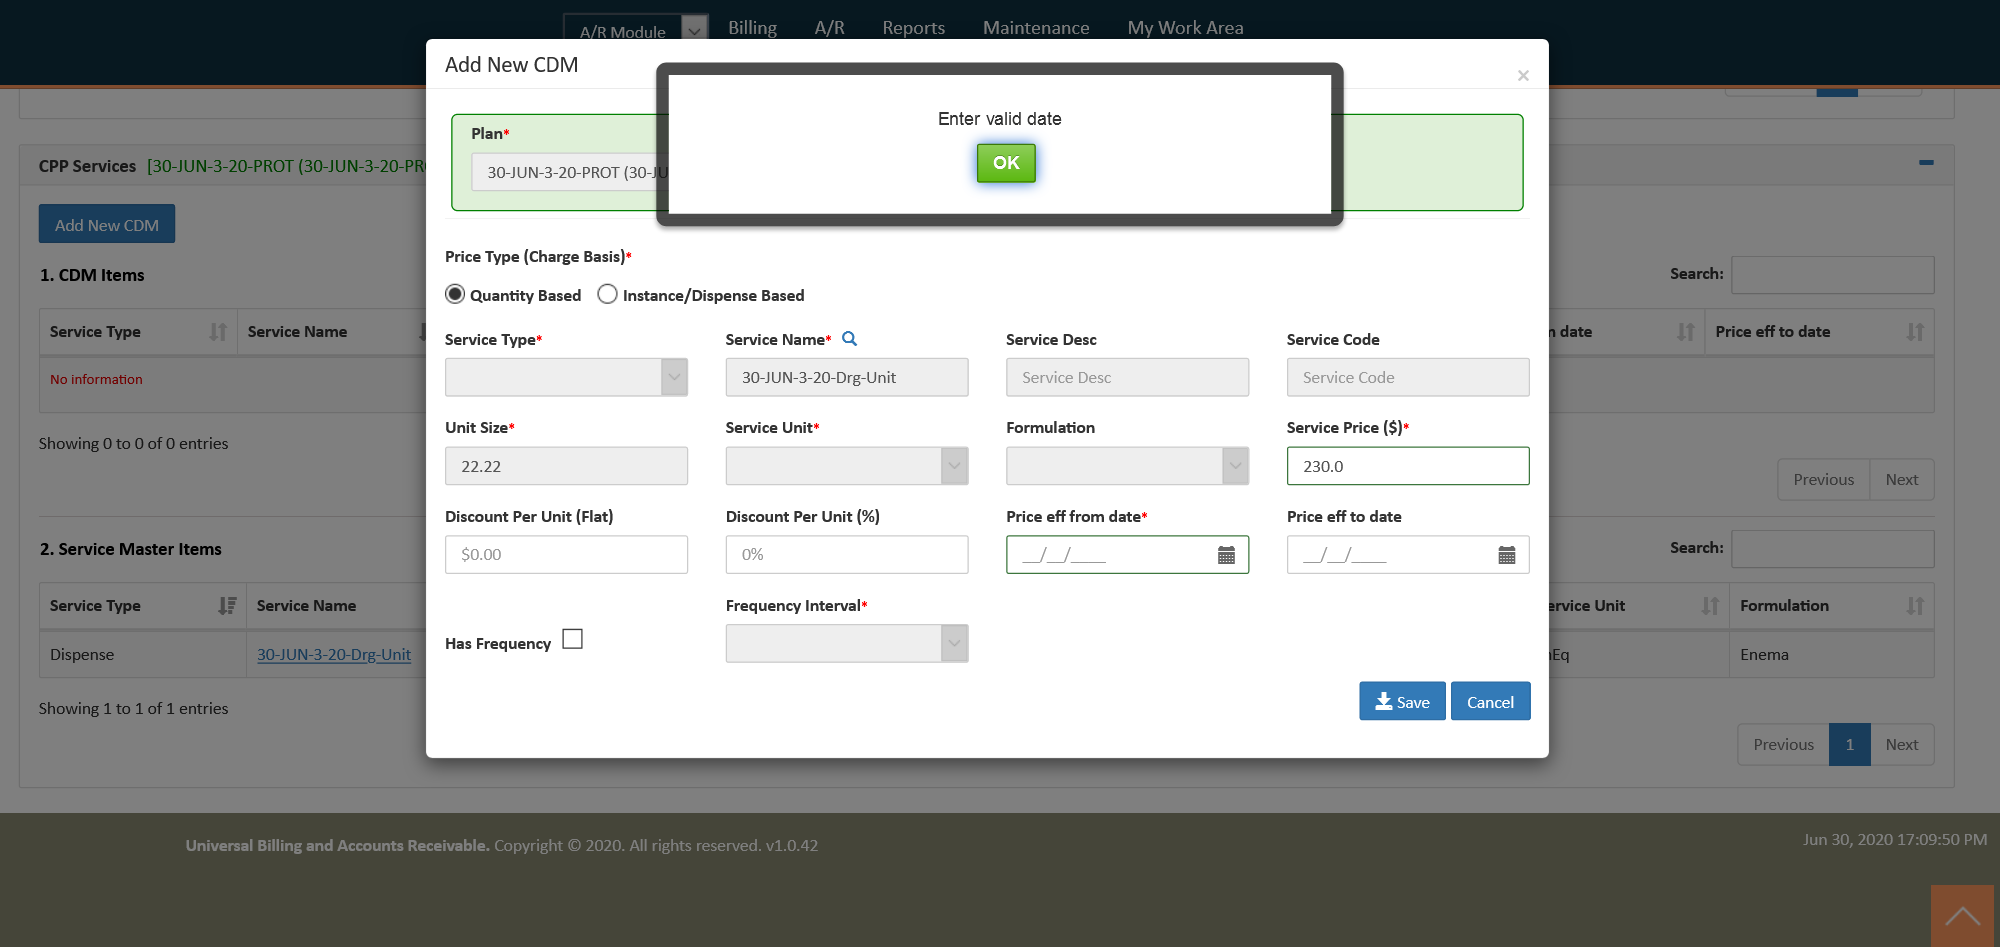 A/R Module Billing A/R Reports Maintenance My Work Area
Add New CDM ×
Enter valid date
OK
Plan*
30-JUN-3-20-PROT (30-JU
CPP Services [30-JUN-3-20-PROT (30-JUN-3-20-PR
Add New CDM
1. CDM Items
Search:
Service Type Service Name
n date Price eff to date
No information
Showing 0 to 0 of 0 entries
Previous Next
2. Service Master Items
Search:
Service Type Service Name
ervice Unit Formulation
Dispense 30-JUN-3-20-Drg-Unit
Eq Enema
Showing 1 to 1 of 1 entries
Previous 1 Next
Price Type (Charge Basis)*
Quantity Based Instance/Dispense Based
Service Type* Service Name* Service Desc Service Code
30-JUN-3-20-Drg-Unit Service Desc Service Code
Unit Size* Service Unit* Formulation Service Price ($)*
22.22 230.0
Discount Per Unit (Flat) Discount Per Unit (%) Price eff from date* Price eff to date
$0.00 0% __/__/____ __/__/____
Frequency Interval*
Has Frequency
Save Cancel
Universal Billing and Accounts Receivable. Copyright © 2020. All rights reserved. v1.0.42
Jun 30, 2020 17:09:50 PM